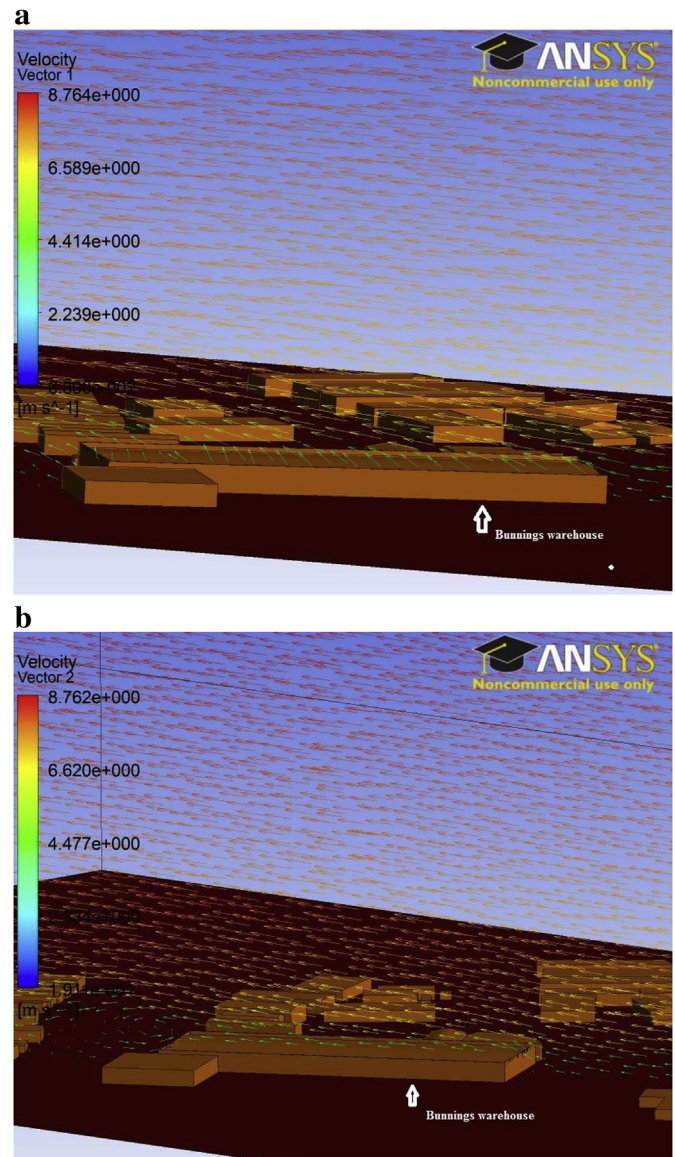 a
Velocity
Vector 1
ANSYS
Noncommercial use only
8.764e+000
6.589e+000
4.414e+000
2.239e+000
[m s^-1]
Bunnings warehouse
b
Velocity
Vector 2
ANSYS
Noncommercial use only
8.762e+000
6.620e+000
4.477e+000
Bunnings warehouse